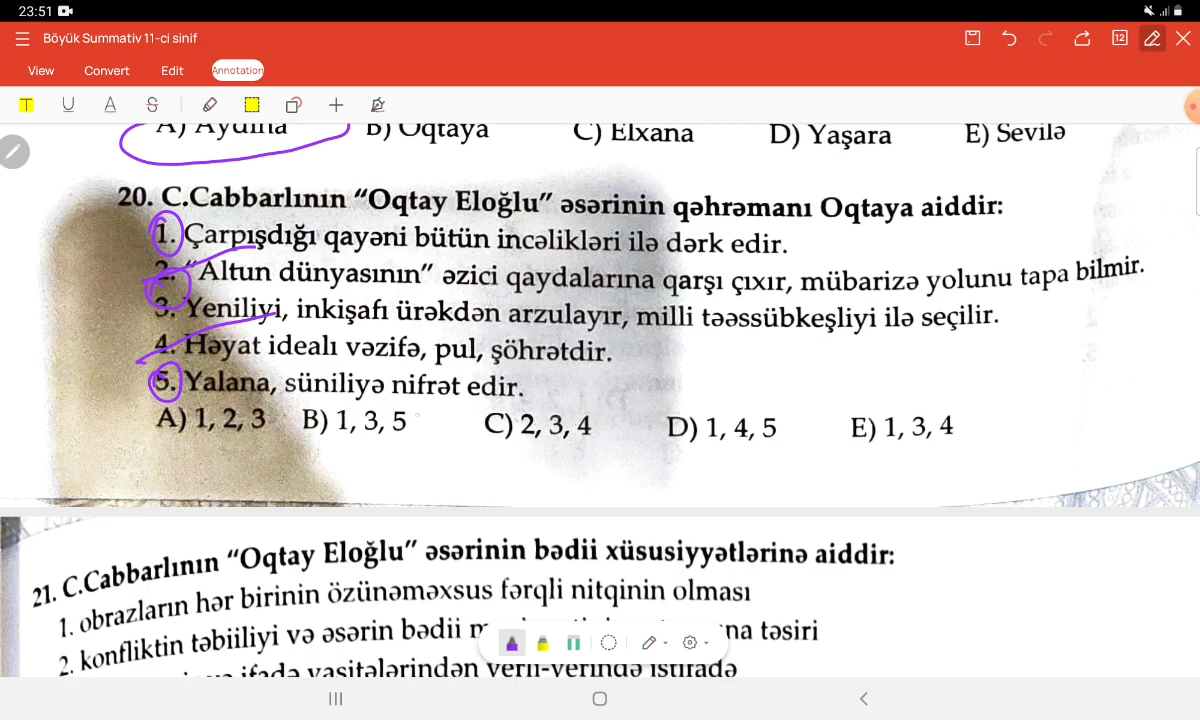 23:51
Böyük Summativ 11-ci sinif
12
View Convert Edit Annotation
T U A S
A) Aydına B) Oqtaya C) Elxana D) Yaşara E) Sevilə
20. C.Cabbarlının “Oqtay Eloğlu” əsərinin qəhrəmanı Oqtaya aiddir:
1. Çarpışdığı qayəni bütün incəlikləri ilə dərk edir.
2. “Altun dünyasının” əzici qaydalarına qarşı çıxır, mübarizə yolunu tapa bilmir.
3. Yeniliyi, inkişafı ürəkdən arzulayır, milli təəssübkeşliyi ilə seçilir.
4. Həyat idealı vəzifə, pul, şöhrətdir.
5. Yalana, süniliyə nifrət edir.
A) 1, 2, 3 B) 1, 3, 5 C) 2, 3, 4 D) 1, 4, 5 E) 1, 3, 4
21. C.Cabbarlının “Oqtay Eloğlu” əsərinin bədii xüsusiyyətlərinə aiddir:
1. obrazların hər birinin özünəməxsus fərqli nitqinin olması
2. konfliktin təbiiliyi və əsərin bədii təsiri
ifadə vasitələrindən yerli-yerində istifadə